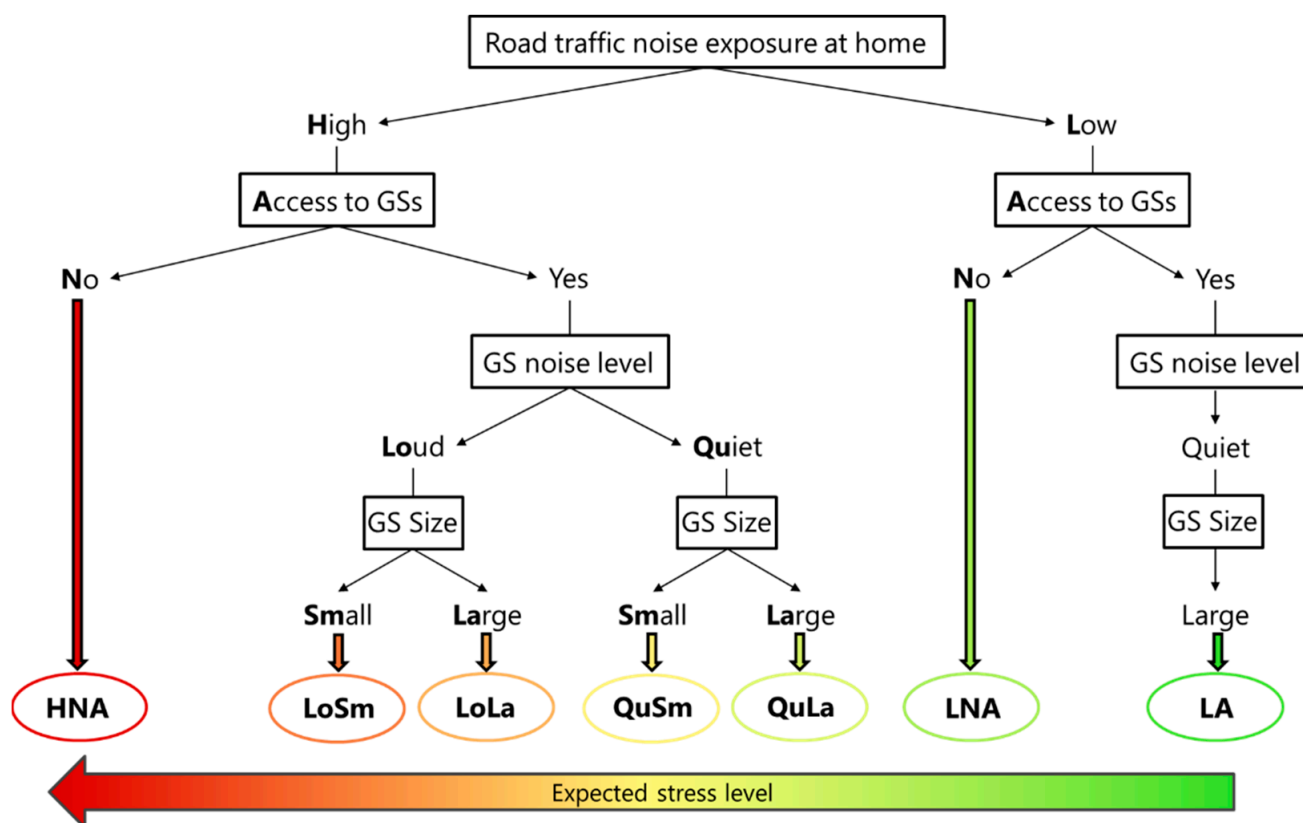 Road traffic noise exposure at home
High
Low
Access to GSs
Access to GSs
No
Yes
No
Yes
GS noise level
GS noise level
Loud
Quiet
Quiet
GS Size
GS Size
GS Size
Small
Large
Small
Large
Large
HNA
LoSm
LoLa
QuSm
QuLa
LNA
LA
Expected stress level